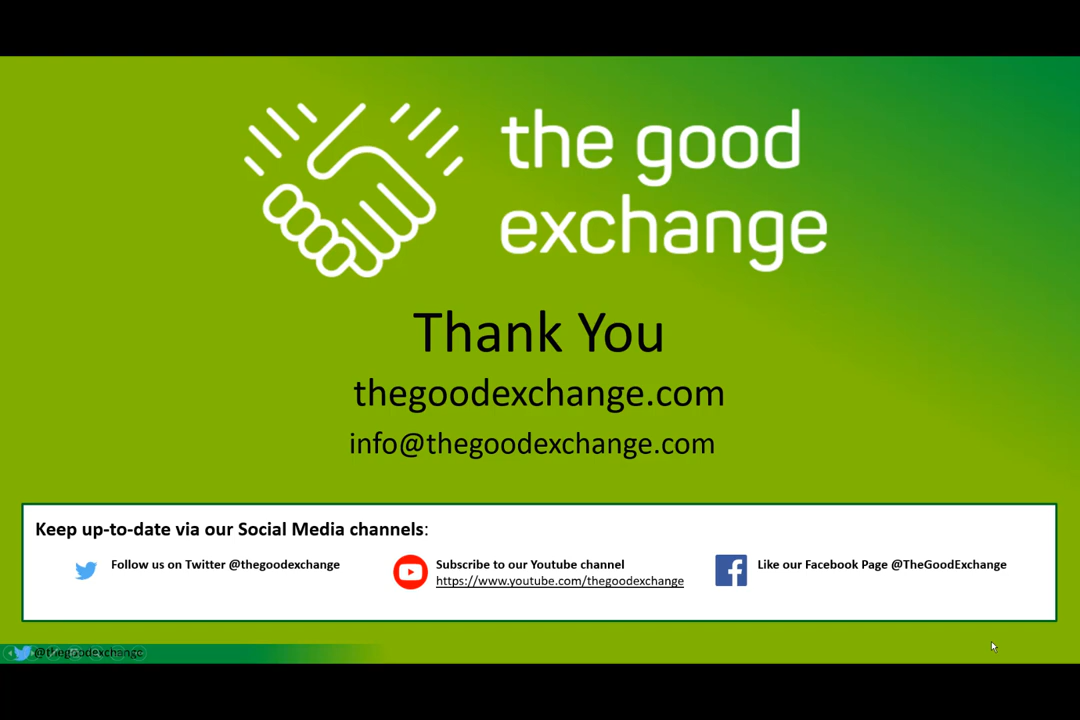 the good
exchange
Thank You
thegoodexchange.com
info@thegoodexchange.com
Keep up-to-date via our Social Media channels:
Follow us on Twitter @thegoodexchange
Subscribe to our Youtube channel
https://www.youtube.com/thegoodexchange
Like our Facebook Page @TheGoodExchange
@thegoodexchange